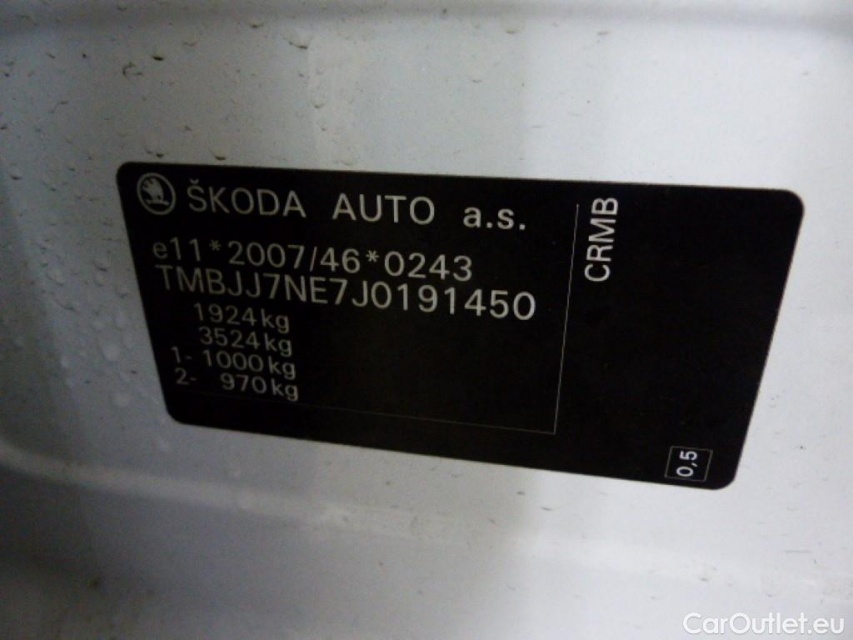 ŠKODA AUTO a.s.
e11*2007/46*0243
TMBJJ7NE7J0191450
1924kg
3524kg
1- 1000kg
2- 970kg
CRMB
0,5
CarOutlet.eu